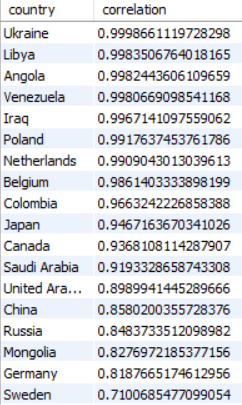 country correlation
Ukraine 0.9998661119728298
Libya 0.9983506764018165
Angola 0.9982443606109659
Venezuela 0.9980669098541168
Iraq 0.9967141097559062
Poland 0.9917637453761786
Netherlands 0.9909043013039613
Belgium 0.9861403333898199
Colombia 0.9663242226858388
Japan 0.9467163670341026
Canada 0.9368108114287907
Saudi Arabia 0.9193328658743308
United Ara... 0.8989941445289666
China 0.8580200355728376
Russia 0.8483733512098982
Mongolia 0.8276972185377156
Germany 0.8187665174612956
Sweden 0.7100685477099054